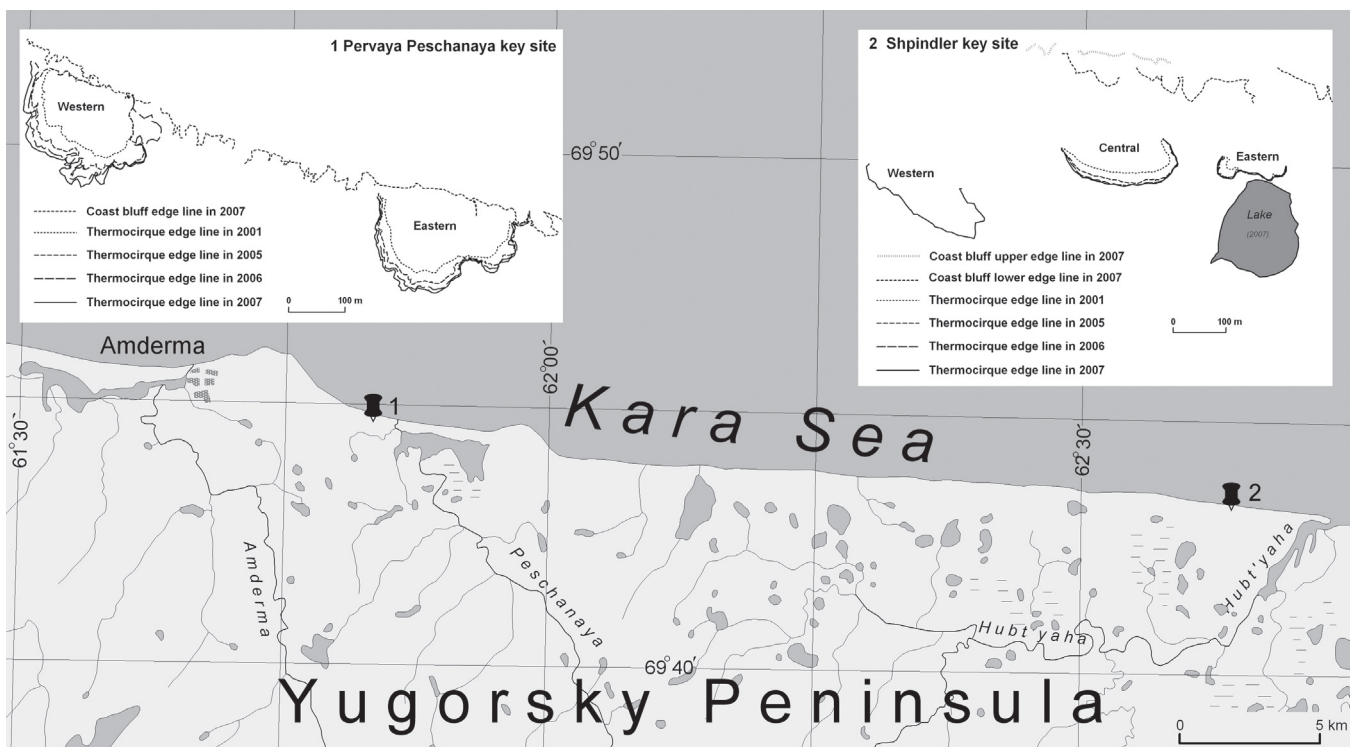 1 Pervaya Peschanaya key site
Western
Eastern
Coast bluff edge line in 2007
Thermocirque edge line in 2001
Thermocirque edge line in 2005
Thermocirque edge line in 2006
Thermocirque edge line in 2007
0 100 m
2 Shpindler key site
Western
Central
Eastern
Lake
(2007)
Coast bluff upper edge line in 2007
Coast bluff lower edge line in 2007
Thermocirque edge line in 2001
Thermocirque edge line in 2005
Thermocirque edge line in 2006
Thermocirque edge line in 2007
0 100 m
69°50′
Amderma
61°30′
1
62°00′
Kara Sea
62°30′
2
Amderma
Peschanaya
Hubt'yaha
Hubt'yaha
69°40′
Yugorsky Peninsula
0 5 km